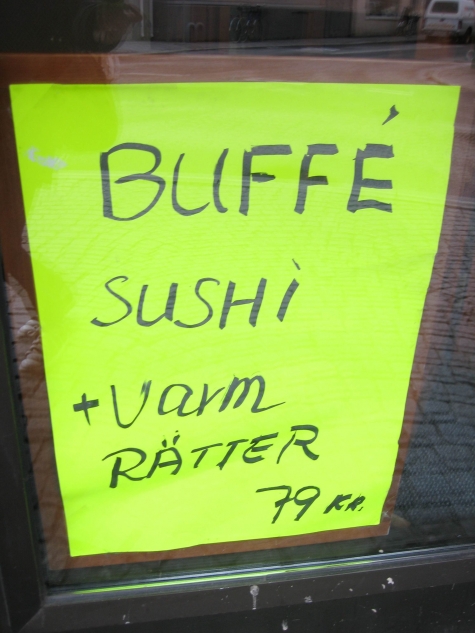 BUFFÉ
SUSHi
+ Varm
RÄTTER
79 KR.